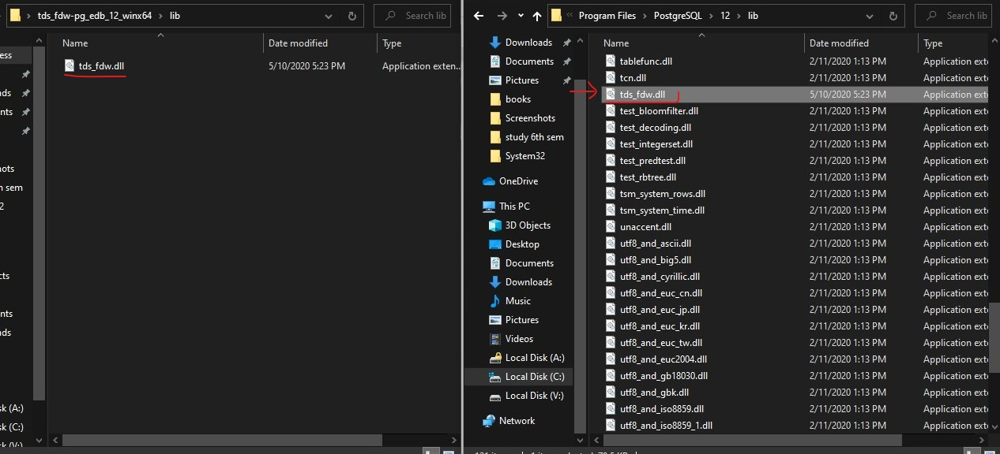 tds_fdw-pg_edb_12_winx64 > lib
Search lib
Name
Date modified
Type
tds_fdw.dll
5/10/2020 5:23 PM
Application exten...
ess
ds
nts
ots
n sem
2
cts
nts
ds
sk (A:)
sk (C:)
sk (V:)
« Program Files > PostgreSQL > 12 > lib
Search lib
Downloads
Documents
Pictures
books
Screenshots
study 6th sem
System32
OneDrive
This PC
3D Objects
Desktop
Documents
Downloads
Music
Pictures
Videos
Local Disk (A:)
Local Disk (C:)
Local Disk (V:)
Network
Name Date modified Type
tablefunc.dll 2/11/2020 1:13 PM Application exte
tcn.dll 2/11/2020 1:13 PM Application exte
tds_fdw.dll 5/10/2020 5:23 PM Application exte
test_bloomfilter.dll 2/11/2020 1:13 PM Application exte
test_decoding.dll 2/11/2020 1:13 PM Application exte
test_integerset.dll 2/11/2020 1:13 PM Application exte
test_predtest.dll 2/11/2020 1:13 PM Application exte
test_rbtree.dll 2/11/2020 1:13 PM Application exte
tsm_system_rows.dll 2/11/2020 1:13 PM Application exte
tsm_system_time.dll 2/11/2020 1:13 PM Application exte
unaccent.dll 2/11/2020 1:13 PM Application exte
utf8_and_ascii.dll 2/11/2020 1:13 PM Application exte
utf8_and_big5.dll 2/11/2020 1:13 PM Application exte
utf8_and_cyrillic.dll 2/11/2020 1:13 PM Application exte
utf8_and_euc_cn.dll 2/11/2020 1:13 PM Application exte
utf8_and_euc_jp.dll 2/11/2020 1:13 PM Application exte
utf8_and_euc_kr.dll 2/11/2020 1:13 PM Application exte
utf8_and_euc_tw.dll 2/11/2020 1:13 PM Application exte
utf8_and_euc2004.dll 2/11/2020 1:13 PM Application exte
utf8_and_gb18030.dll 2/11/2020 1:13 PM Application exte
utf8_and_gbk.dll 2/11/2020 1:13 PM Application exte
utf8_and_iso8859.dll 2/11/2020 1:13 PM Application exte
utf8_and_iso8859_1.dll 2/11/2020 1:13 PM Application exte